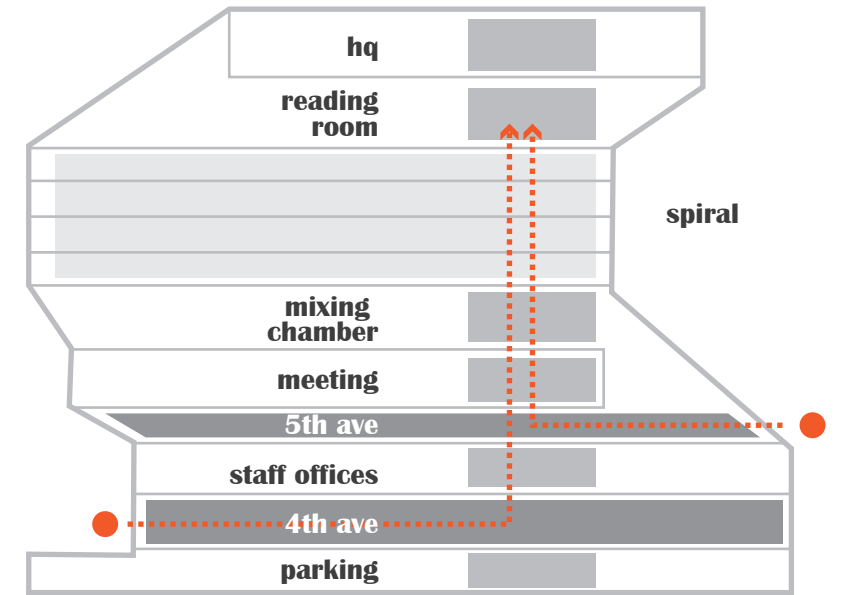 hq
reading
room
spiral
mixing
chamber
meeting
5th ave
staff offices
4th ave
parking